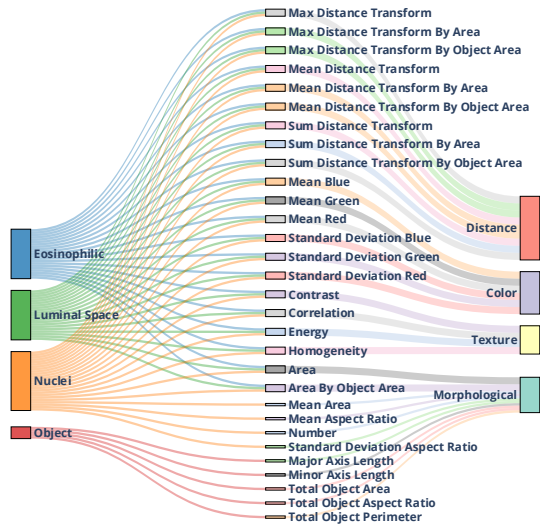 Max Distance Transform
Max Distance Transform By Area
Max Distance Transform By Object Area
Mean Distance Transform
Mean Distance Transform By Area
Mean Distance Transform By Object Area
Sum Distance Transform
Sum Distance Transform By Area
Sum Distance Transform By Object Area
Mean Blue
Mean Green
Mean Red
Standard Deviation Blue
Standard Deviation Green
Standard Deviation Red
Contrast
Correlation
Energy
Homogeneity
Area
Area By Object Area
Mean Area
Mean Aspect Ratio
Number
Standard Deviation Aspect Ratio
Major Axis Length
Minor Axis Length
Total Object Area
Total Object Aspect Ratio
Total Object Perimeter
Eosinophilic
Luminal Space
Nuclei
Object
Distance
Color
Texture
Morphological